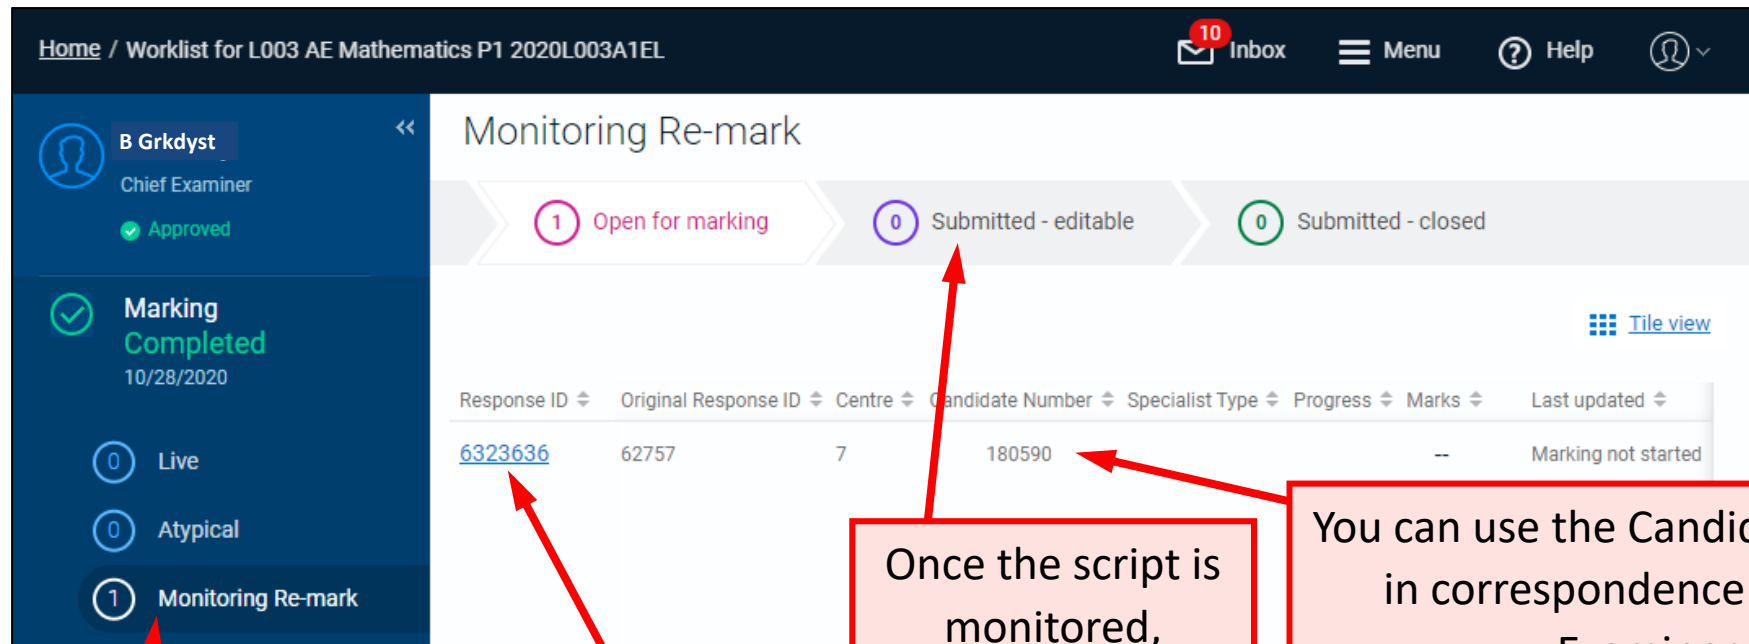 Home / Worklist for L003 AE Mathematics P1 2020L003A1EL
10 Inbox
Menu
Help
B Grkdyst
Chief Examiner
Approved
Marking
Completed
10/28/2020
0 Live
0 Atypical
1 Monitoring Re-mark
Monitoring Re-mark
1 Open for marking
0 Submitted - editable
0 Submitted - closed
Tile view
Response ID Original Response ID Centre Candidate Number Specialist Type Progress Marks Last updated
6323636 62757 7 180590 -- Marking not started
Once the script is
monitored,
You can use the Candid
in correspondence